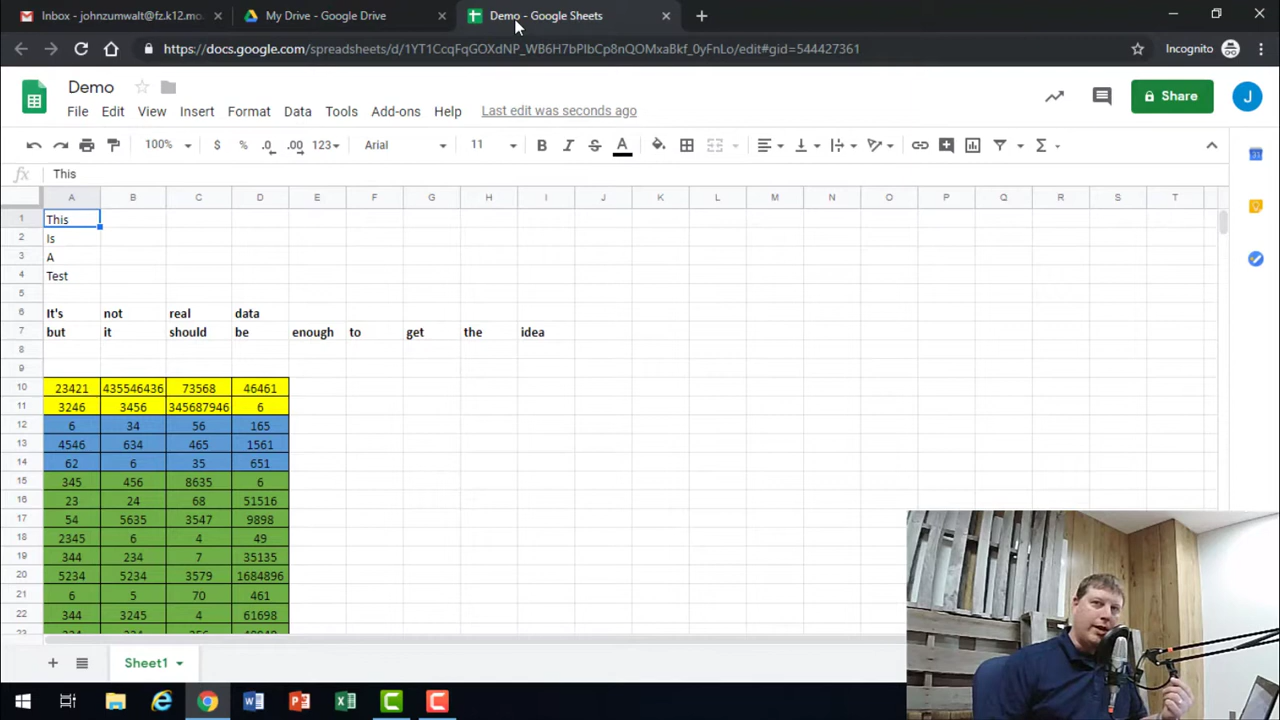 Inbox - johnzumwalt@fz.k12.mo. My Drive - Google Drive Demo - Google Sheets
https://docs.google.com/spreadsheets/d/1YT1CcqFqGOXdNP_WB6H7bPIbCp8nQOMxaBkf_0yFnLo/edit#gid=544427361 Incognito
Demo
File Edit View Insert Format Data Tools Add-ons Help Last edit was seconds ago Share J
100% $ % .0 .00 123 Arial 11 B I S A
fx This
A B C D E F G H I J K L M N O P Q R S T
1 This
2 Is
3 A
4 Test
5
6 It's not real data
7 but it should be enough to get the idea
8
9
10 23421 435546436 73568 46461
11 3246 3456 345687946 6
12 6 34 56 165
13 4546 634 465 1561
14 62 6 35 651
15 345 456 8635 6
16 23 24 68 51516
17 54 5635 3547 9898
18 2345 6 4 49
19 344 234 7 35135
20 5234 5234 3579 1684896
21 6 5 70 461
22 344 3245 4 61698
23
Sheet1